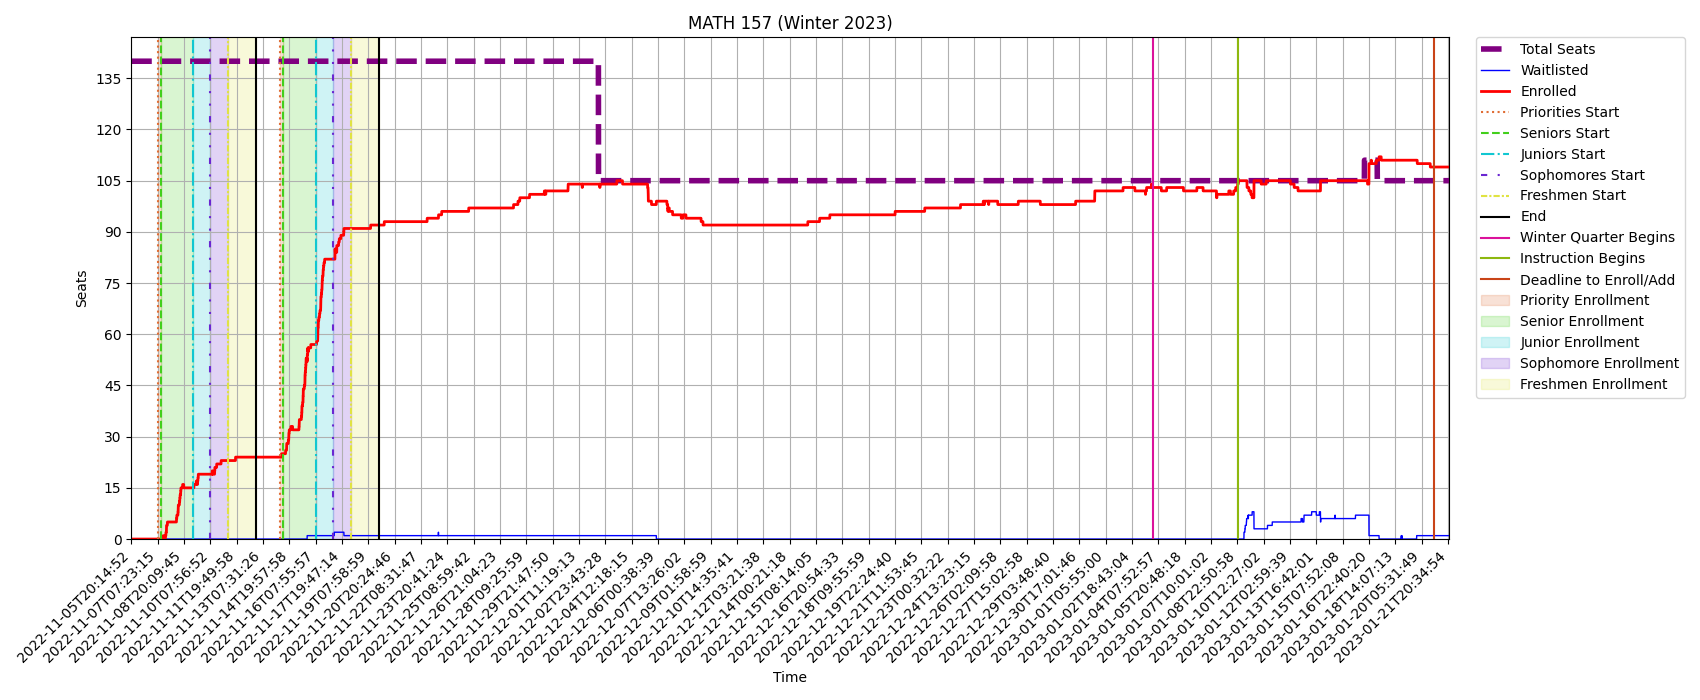 MATH 157 (Winter 2023)
Seats
135
120
105
90
75
60
45
30
15
0
2022-11-05T20:14:52
2022-11-07T07:23:15
2022-11-08T20:09:45
2022-11-10T07:56:52
2022-11-11T19:49:58
2022-11-13T07:31:26
2022-11-14T19:57:58
2022-11-16T07:55:57
2022-11-17T19:47:14
2022-11-19T07:58:59
2022-11-20T20:24:46
2022-11-22T08:31:47
2022-11-23T20:41:24
2022-11-25T08:59:42
2022-11-26T21:04:23
2022-11-28T09:25:59
2022-11-29T21:47:50
2022-12-01T11:19:13
2022-12-02T23:43:28
2022-12-04T12:18:15
2022-12-06T00:38:39
2022-12-07T13:26:02
2022-12-09T01:58:59
2022-12-10T14:35:41
2022-12-12T03:21:38
2022-12-14T00:21:18
2022-12-15T08:14:05
2022-12-16T20:54:33
2022-12-18T09:55:59
2022-12-19T22:24:40
2022-12-21T11:53:45
2022-12-23T00:32:22
2022-12-24T13:23:15
2022-12-26T02:09:58
2022-12-27T15:02:58
2022-12-29T03:48:40
2022-12-30T17:01:46
2023-01-01T05:55:00
2023-01-02T18:43:04
2023-01-04T07:52:57
2023-01-05T20:48:18
2023-01-07T10:01:02
2023-01-08T22:50:58
2023-01-10T12:27:02
2023-01-12T02:59:39
2023-01-13T16:42:01
2023-01-15T07:52:08
2023-01-16T22:40:20
2023-01-18T14:07:13
2023-01-20T05:31:49
2023-01-21T20:34:54
Time
Total Seats
Waitlisted
Enrolled
Priorities Start
Seniors Start
Juniors Start
Sophomores Start
Freshmen Start
End
Winter Quarter Begins
Instruction Begins
Deadline to Enroll/Add
Priority Enrollment
Senior Enrollment
Junior Enrollment
Sophomore Enrollment
Freshmen Enrollment